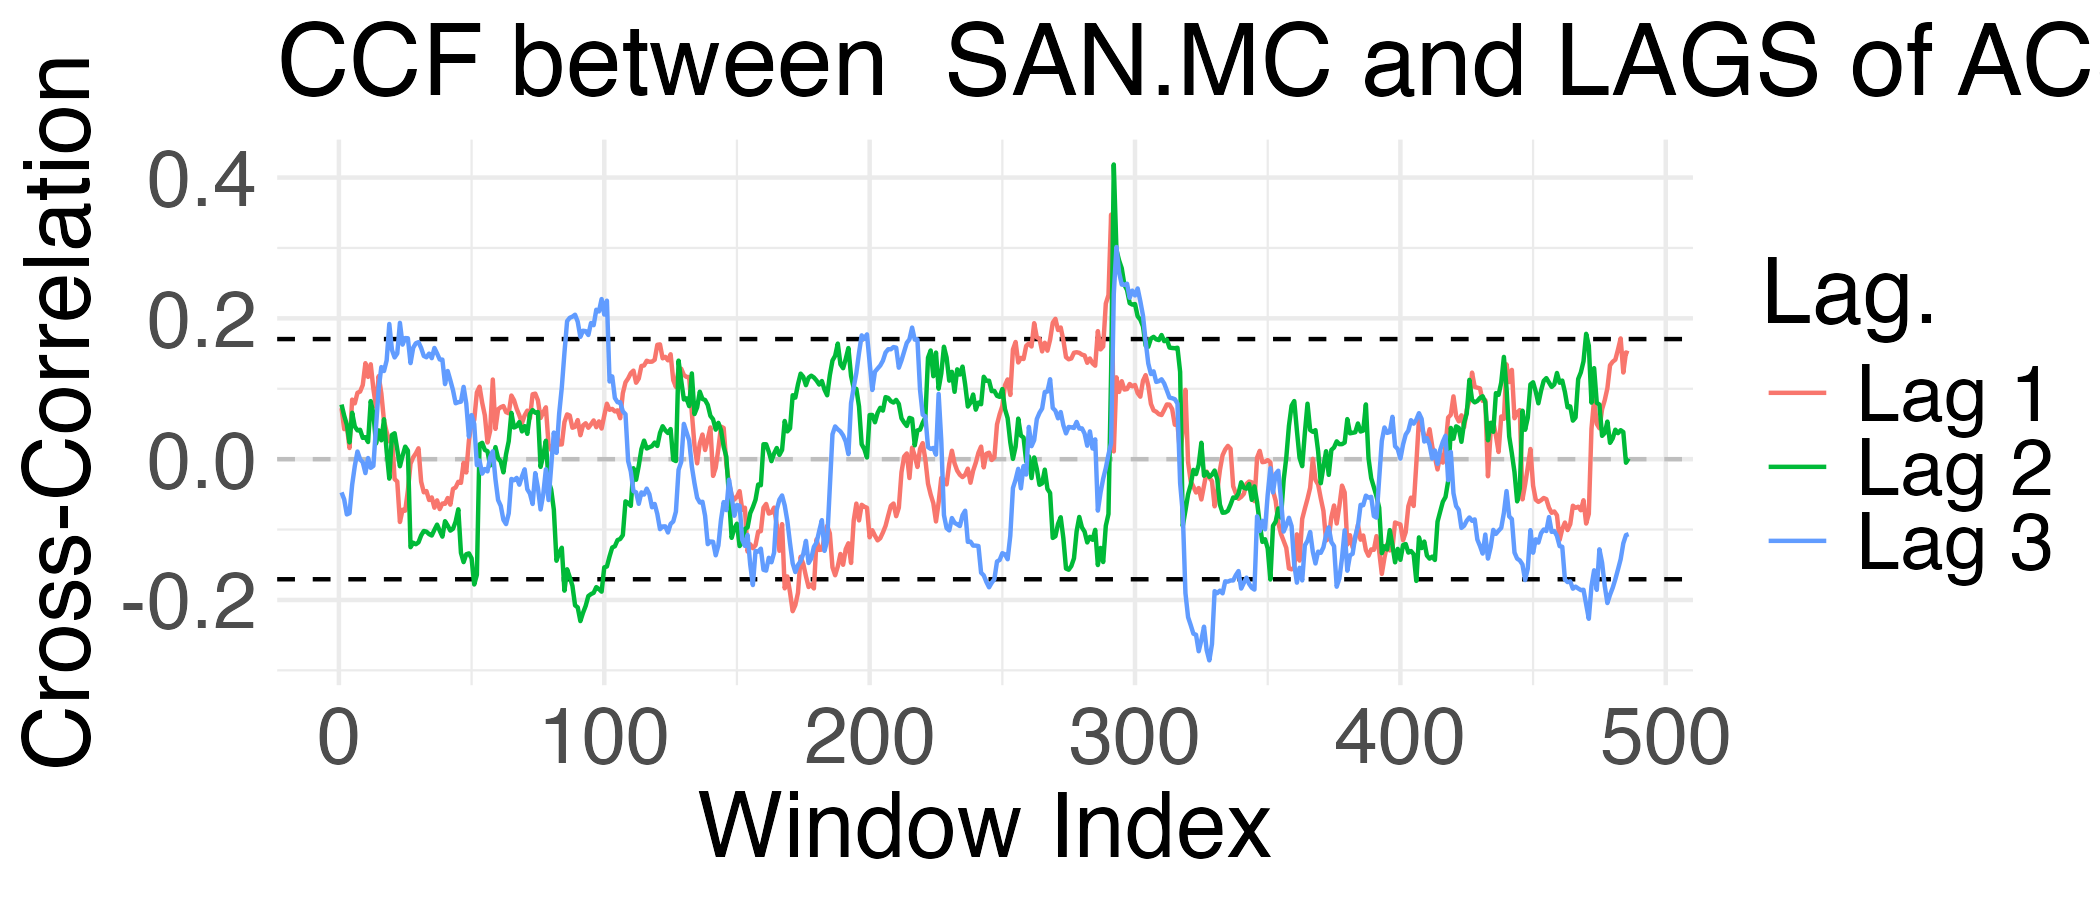 CCF between  SAN.MC and LAGS of AC
Cross-Correlation
0.4
0.2
0.0
-0.2
0 100 200 300 400 500
Window Index
Lag.
Lag 1
Lag 2
Lag 3